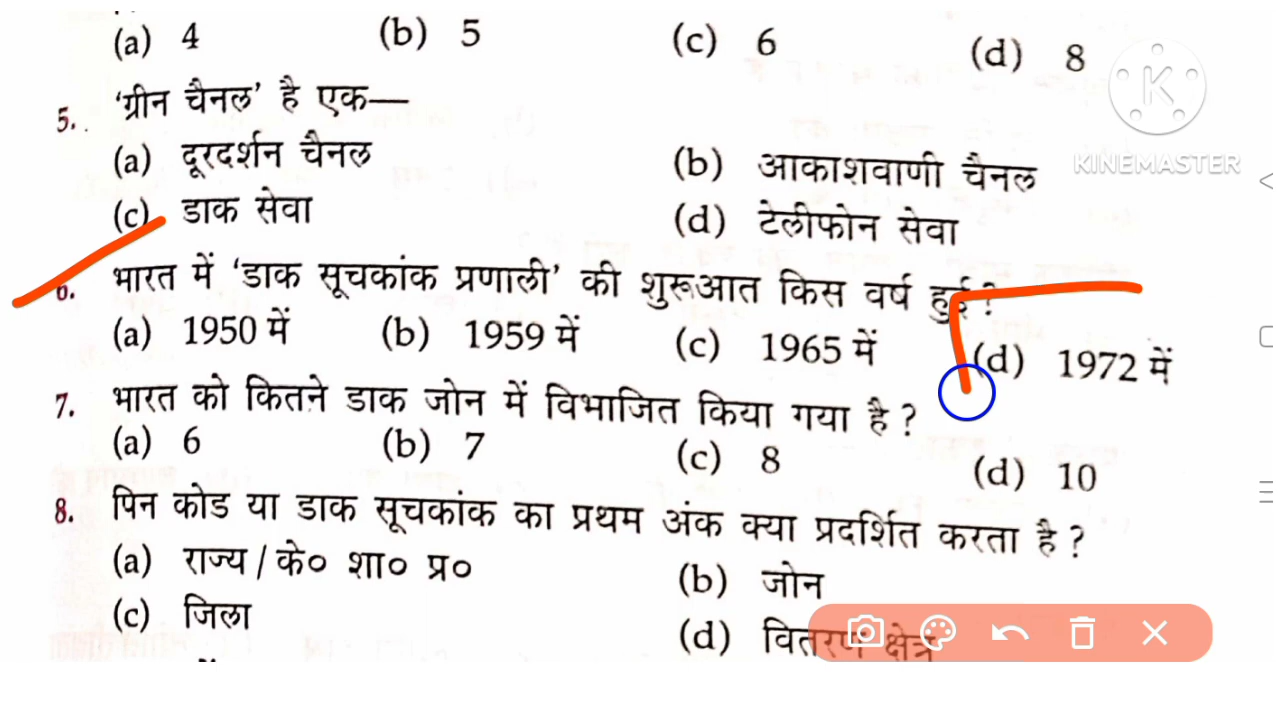 (a) 4 (b) 5 (c) 6 (d) 8
5. 'ग्रीन चैनल' है एक—
(a) दूरदर्शन चैनल (b) आकाशवाणी चैनल
(c) डाक सेवा (d) टेलीफोन सेवा
6. भारत में 'डाक सूचकांक प्रणाली' की शुरूआत किस वर्ष हुई?
(a) 1950 में (b) 1959 में (c) 1965 में (d) 1972 में
7. भारत को कितने डाक जोन में विभाजित किया गया है?
(a) 6 (b) 7 (c) 8 (d) 10
8. पिन कोड या डाक सूचकांक का प्रथम अंक क्या प्रदर्शित करता है?
(a) राज्य / के० शा० प्र० (b) जोन
(c) जिला (d) वितरण क्षेत्र
K
KINEMASTER